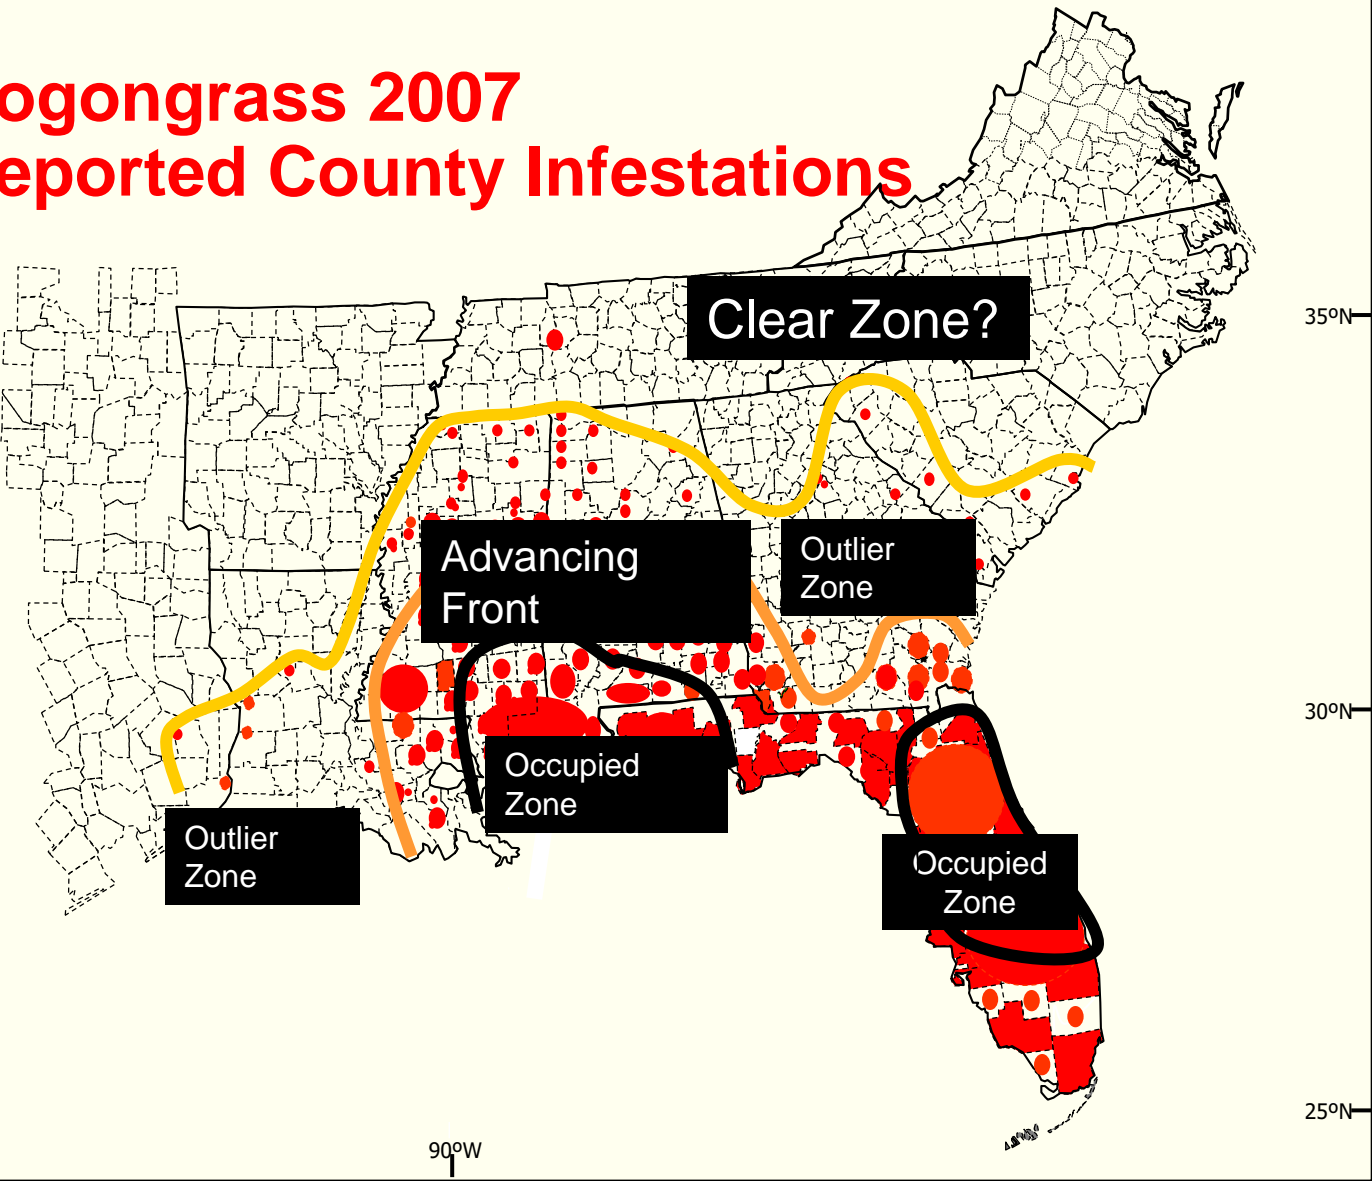 ogongrass 2007
eported County Infestations
Clear Zone?
35ºN
Advancing
Front
Outlier
Zone
30ºN
Occupied
Zone
Outlier
Zone
Occupied
Zone
25ºN
90ºW